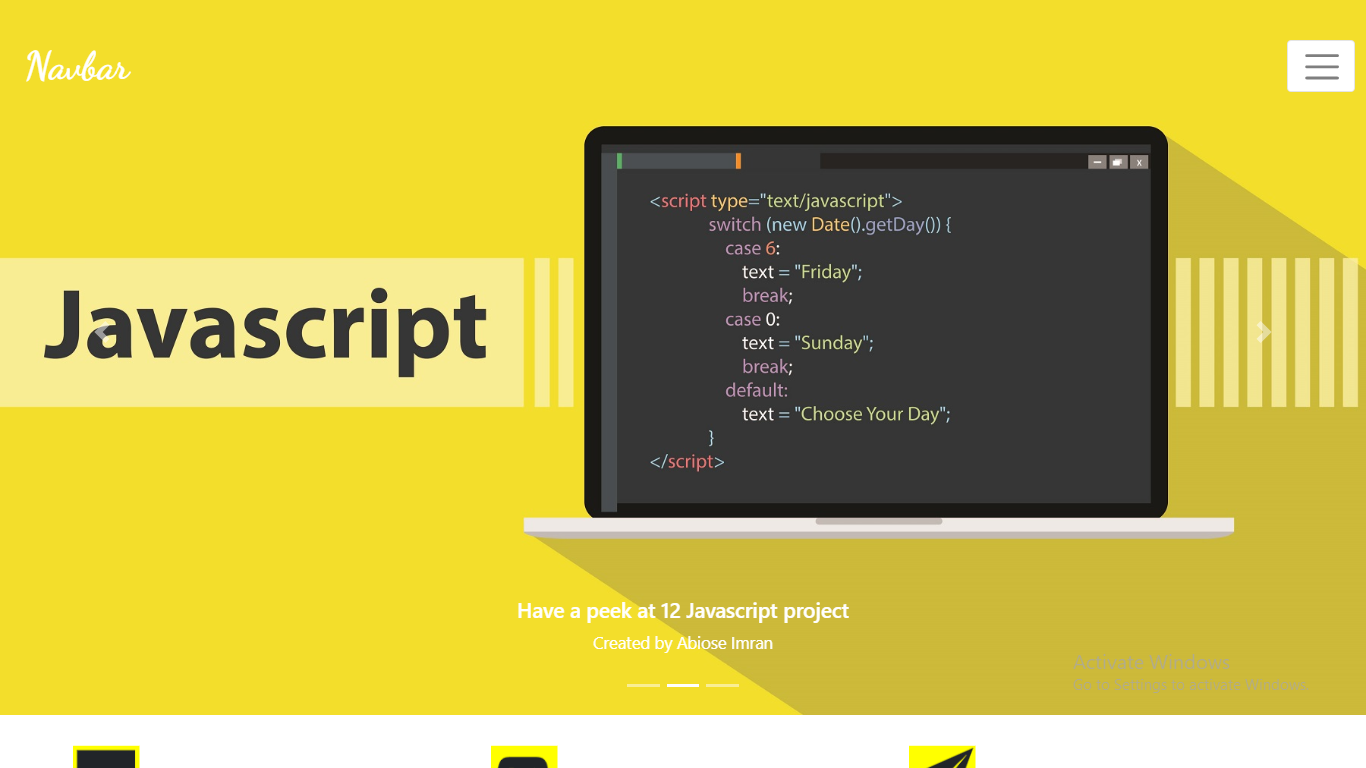 Navbar
x
<script type="text/javascript">
switch (new Date().getDay()) {
case 6:
text = "Friday";
break;
case 0:
text = "Sunday";
break;
default:
text = "Choose Your Day";
}
</script>
Javascript
Have a peek at 12 Javascript project
Created by Abiose Imran
Activate Windows
Go to Settings to activate Windows.